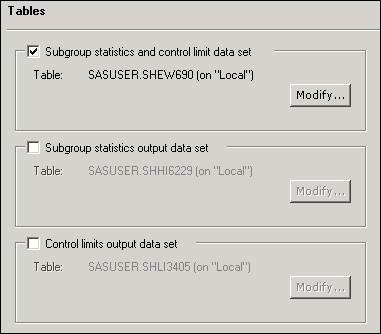 Tables
Subgroup statistics and control limit data set
Table: SASUSER.SHEW690 (on "Local")
Modify...
Subgroup statistics output data set
Table: SASUSER.SHHI6229 (on "Local")
Modify...
Control limits output data set
Table: SASUSER.SHLI3405 (on "Local")
Modify...